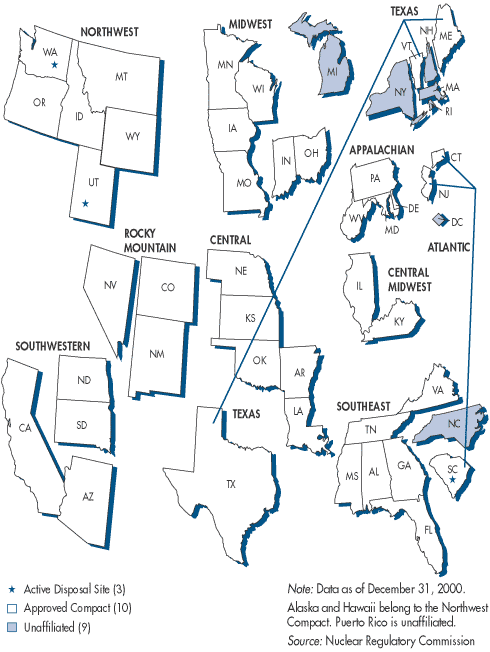 NORTHWEST
WA
MT
OR
ID
WY
UT
MIDWEST
MN
WI
MI
IA
MO
IN
OH
TEXAS
NH
ME
VT
NY
MA
RI
APPALACHIAN
PA
WV
MD
DE
CT
NJ
DC
ATLANTIC
ROCKY
MOUNTAIN
NV
CO
NM
CENTRAL
NE
KS
OK
AR
LA
CENTRAL
MIDWEST
IL
KY
SOUTHWESTERN
CA
ND
SD
AZ
TEXAS
TX
SOUTHEAST
VA
TN
NC
MS
AL
GA
SC
FL
Active Disposal Site (3)
Approved Compact (10)
Unaffiliated (9)
Note: Data as of December 31, 2000.
Alaska and Hawaii belong to the Northwest
Compact. Puerto Rico is unaffiliated.
Source: Nuclear Regulatory Commission